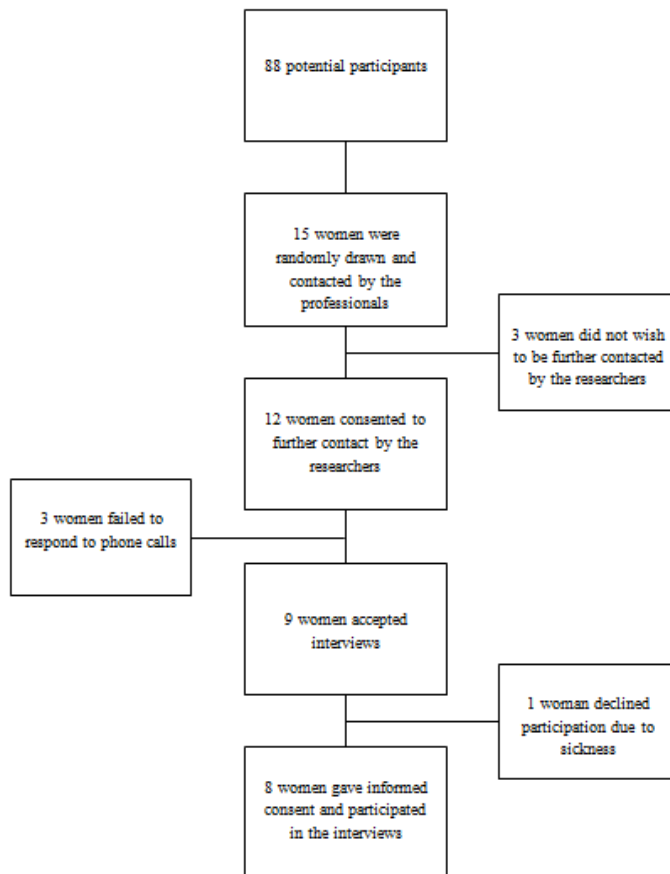 88 potential participants
15 women were
randomly drawn and
contacted by the
professionals
3 women did not wish
to be further contacted
by the researchers
12 women consented to
further contact by the
researchers
3 women failed to
respond to phone calls
9 women accepted
interviews
1 woman declined
participation due to
sickness
8 women gave informed
consent and participated
in the interviews